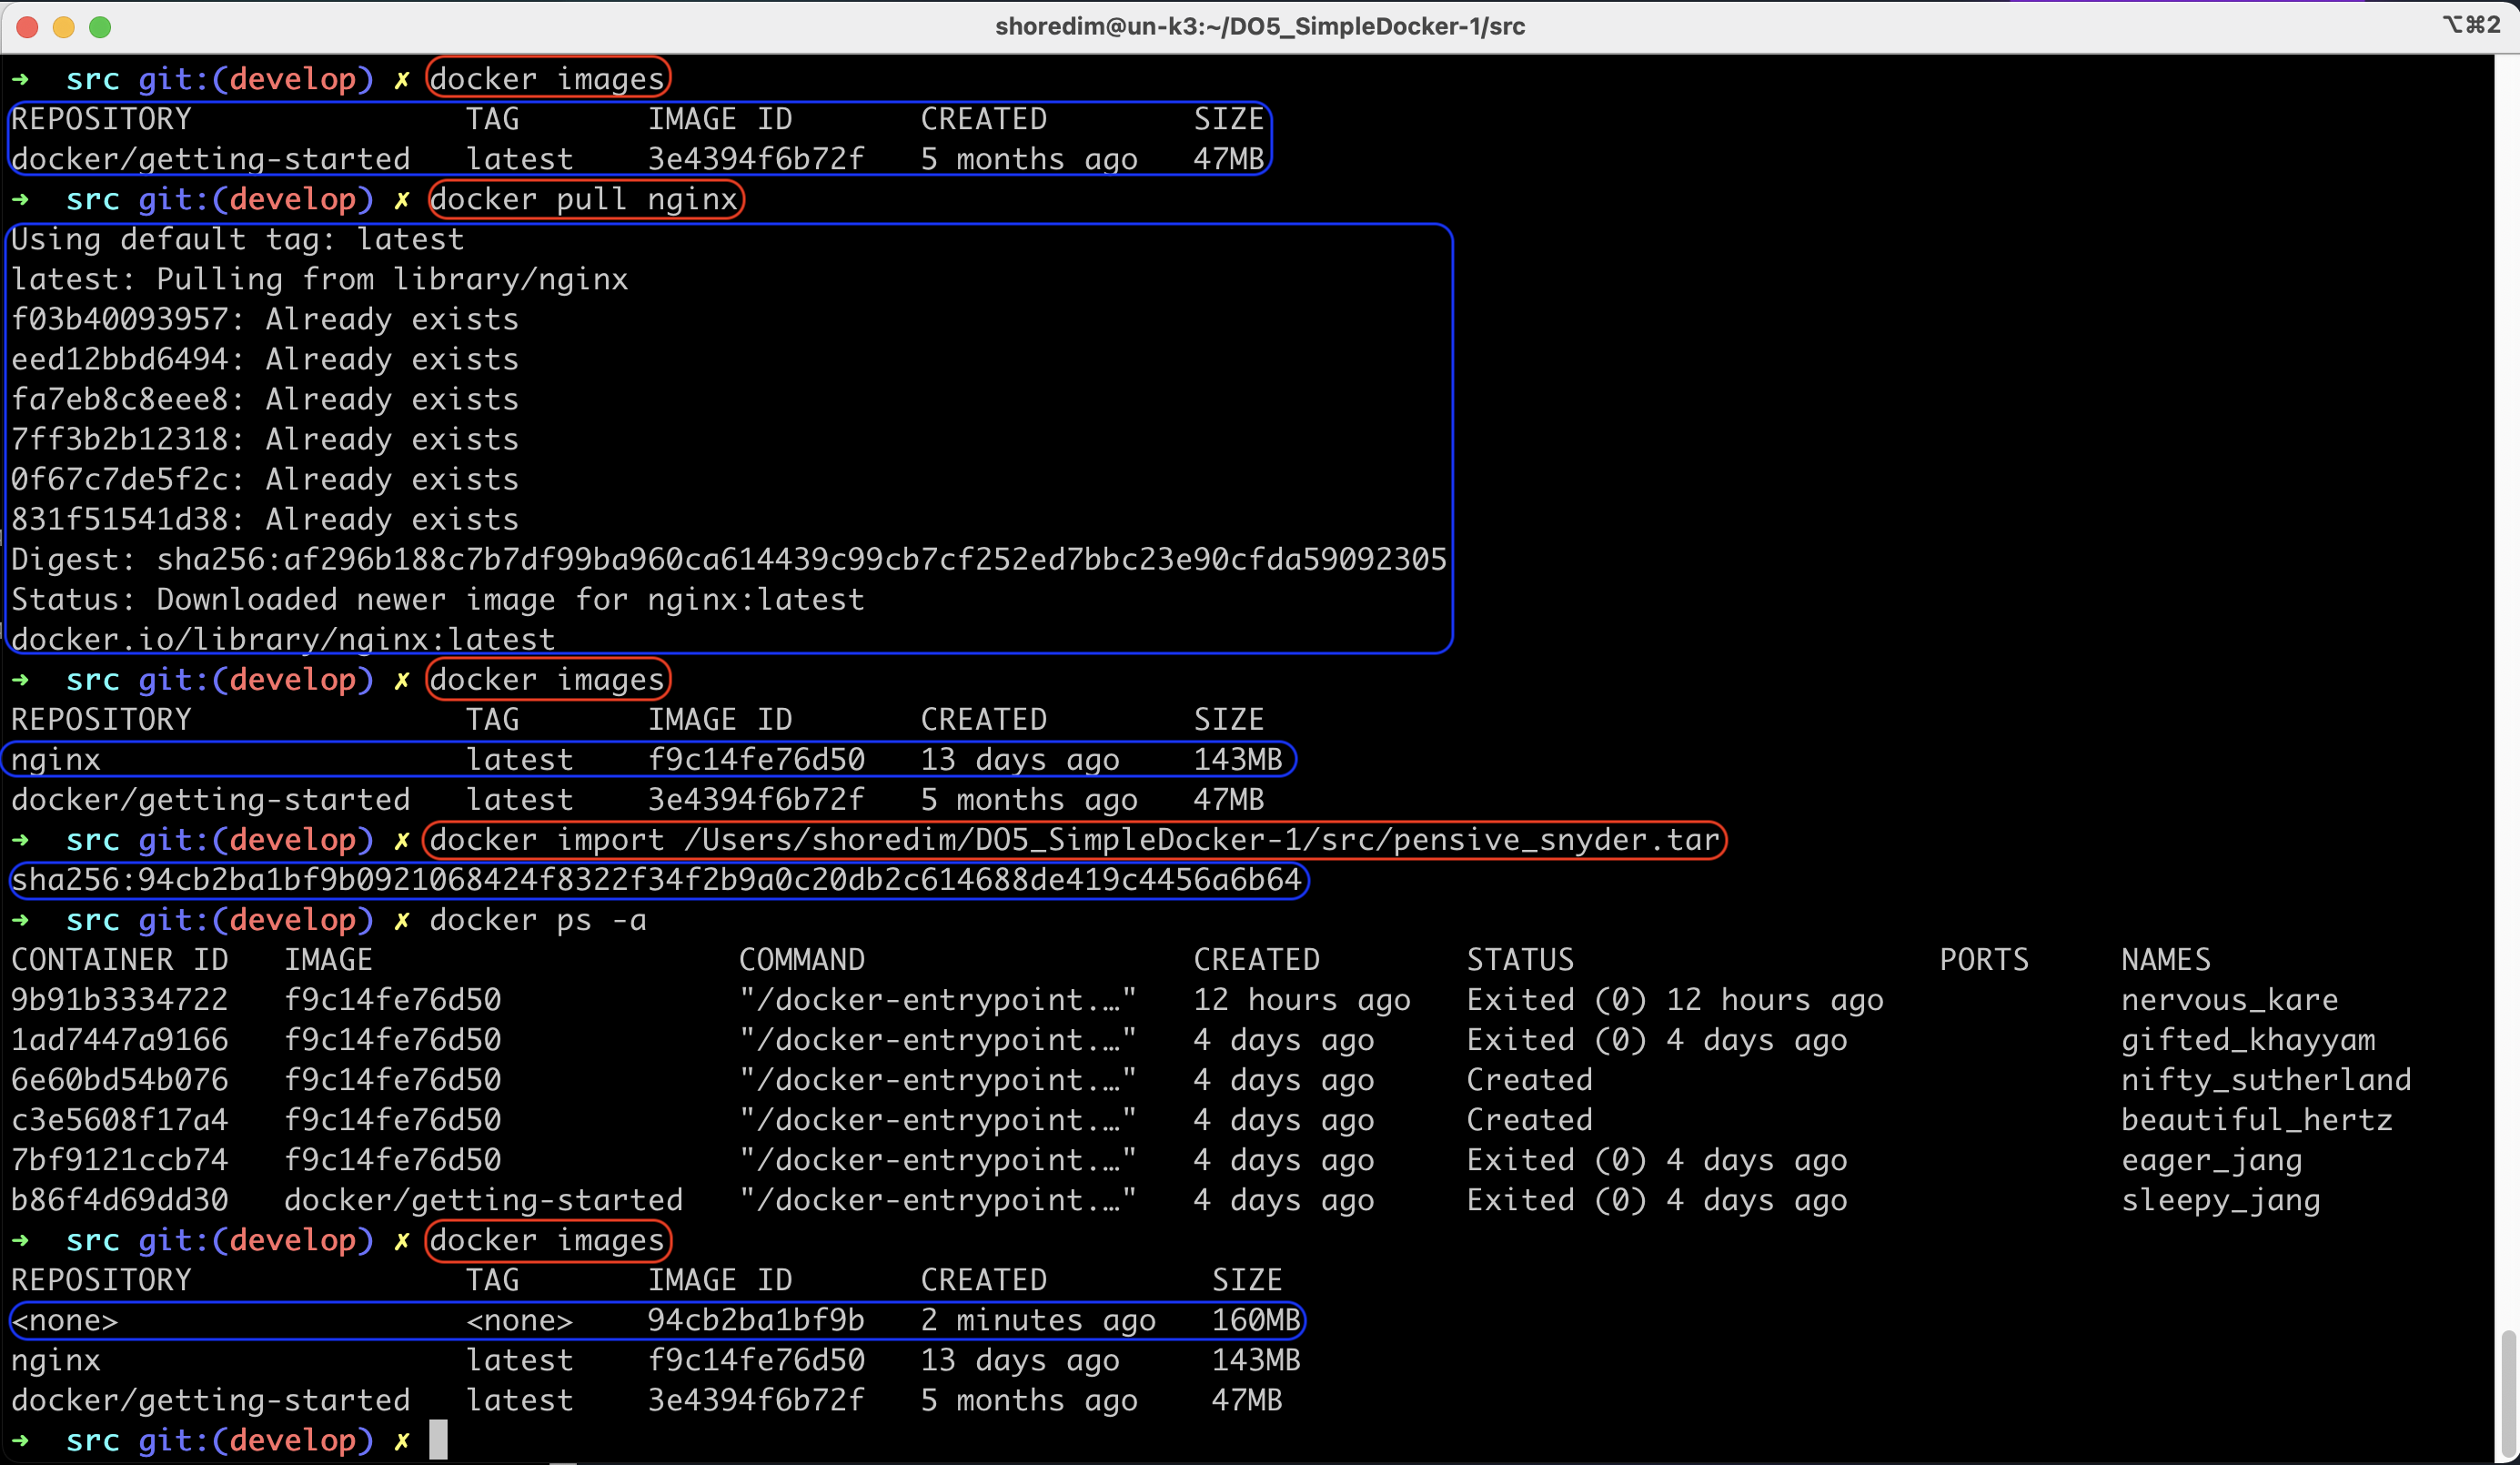 shoredim@un-k3:~/DO5_SimpleDocker-1/src ⌥⌘2
➜  src git:(develop) ✗ docker images
REPOSITORY               TAG       IMAGE ID       CREATED        SIZE
docker/getting-started   latest    3e4394f6b72f   5 months ago   47MB
➜  src git:(develop) ✗ docker pull nginx
Using default tag: latest
latest: Pulling from library/nginx
f03b40093957: Already exists
eed12bbd6494: Already exists
fa7eb8c8eee8: Already exists
7ff3b2b12318: Already exists
0f67c7de5f2c: Already exists
831f51541d38: Already exists
Digest: sha256:af296b188c7b7df99ba960ca614439c99cb7cf252ed7bbc23e90cfda59092305
Status: Downloaded newer image for nginx:latest
docker.io/library/nginx:latest
➜  src git:(develop) ✗ docker images
REPOSITORY               TAG       IMAGE ID       CREATED        SIZE
nginx                    latest    f9c14fe76d50   13 days ago    143MB
docker/getting-started   latest    3e4394f6b72f   5 months ago   47MB
➜  src git:(develop) ✗ docker import /Users/shoredim/DO5_SimpleDocker-1/src/pensive_snyder.tar
sha256:94cb2ba1bf9b0921068424f8322f34f2b9a0c20db2c614688de419c4456a6b64
➜  src git:(develop) ✗ docker ps -a
CONTAINER ID   IMAGE                    COMMAND                  CREATED        STATUS                    PORTS     NAMES
9b91b3334722   f9c14fe76d50             "/docker-entrypoint.…"   12 hours ago   Exited (0) 12 hours ago             nervous_kare
1ad7447a9166   f9c14fe76d50             "/docker-entrypoint.…"   4 days ago     Exited (0) 4 days ago               gifted_khayyam
6e60bd54b076   f9c14fe76d50             "/docker-entrypoint.…"   4 days ago     Created                             nifty_sutherland
c3e5608f17a4   f9c14fe76d50             "/docker-entrypoint.…"   4 days ago     Created                             beautiful_hertz
7bf9121ccb74   f9c14fe76d50             "/docker-entrypoint.…"   4 days ago     Exited (0) 4 days ago               eager_jang
b86f4d69dd30   docker/getting-started   "/docker-entrypoint.…"   4 days ago     Exited (0) 4 days ago               sleepy_jang
➜  src git:(develop) ✗ docker images
REPOSITORY               TAG       IMAGE ID       CREATED         SIZE
<none>                   <none>    94cb2ba1bf9b   2 minutes ago   160MB
nginx                    latest    f9c14fe76d50   13 days ago     143MB
docker/getting-started   latest    3e4394f6b72f   5 months ago    47MB
➜  src git:(develop) ✗